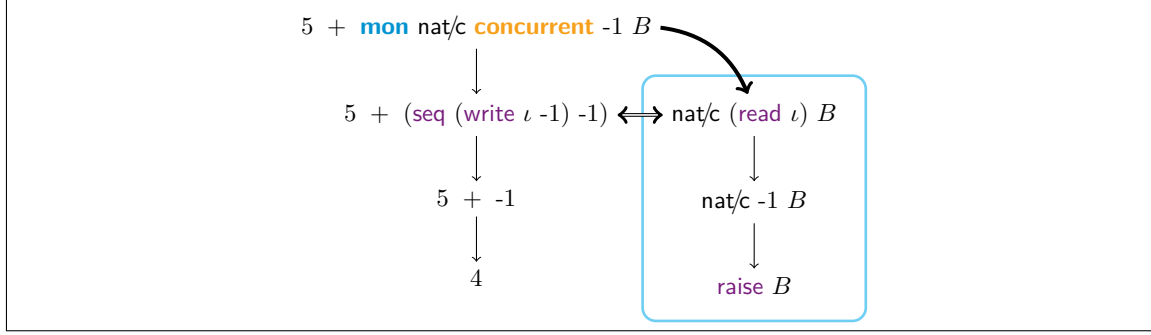 5 + mon nat/c concurrent -1 B
5 + (seq (write ι -1) -1) nat/c (read ι) B
5 + -1 nat/c -1 B
4 raise B